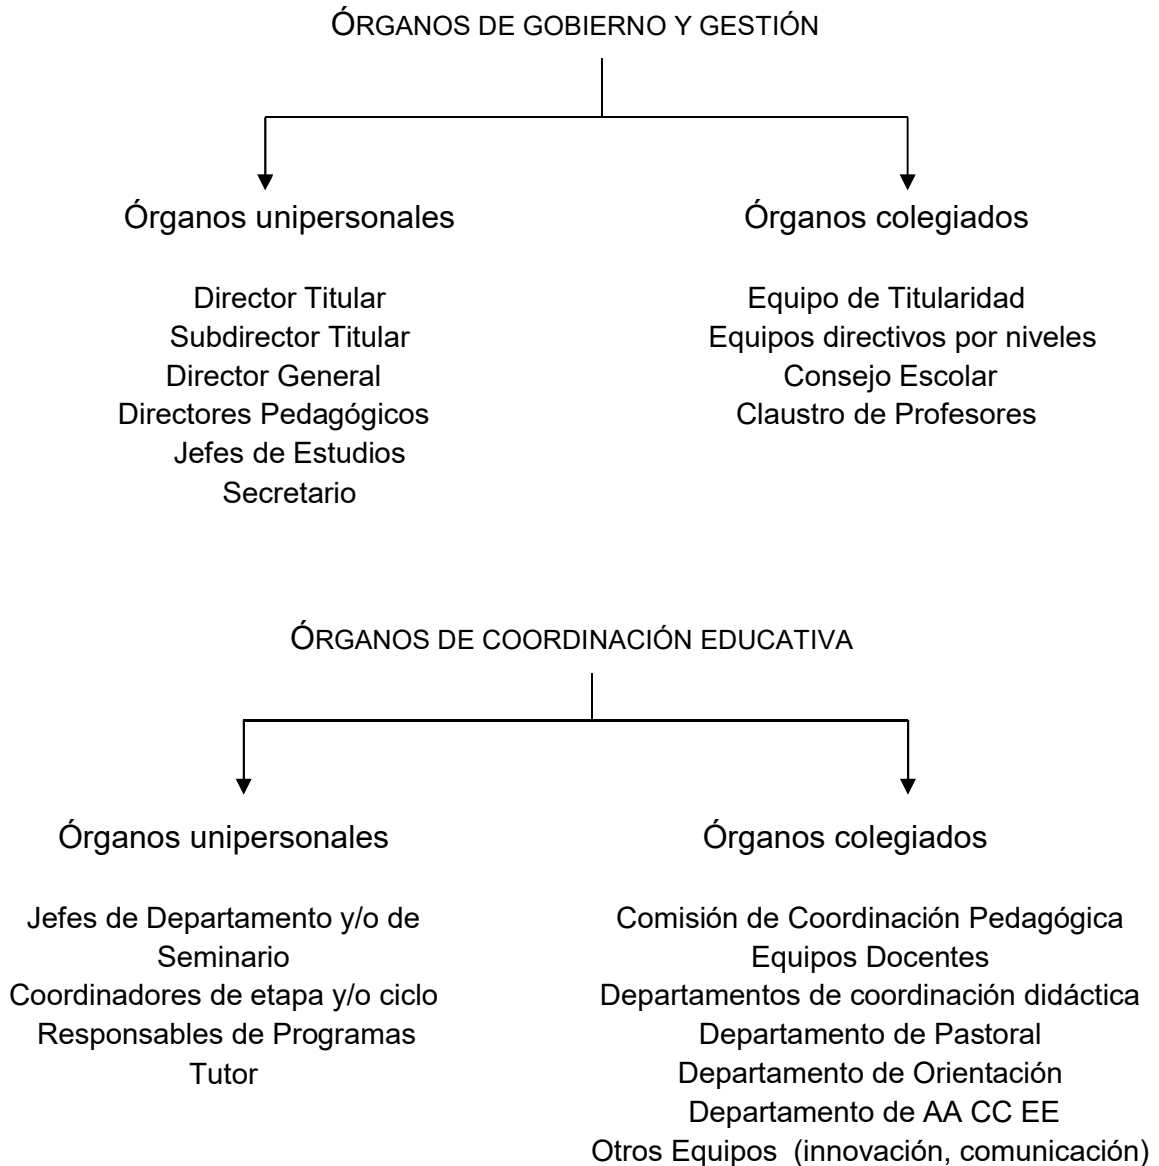 ÓRGANOS DE GOBIERNO Y GESTIÓN
Órganos unipersonales
Director Titular
Subdirector Titular
Director General
Directores Pedagógicos
Jefes de Estudios
Secretario
Órganos colegiados
Equipo de Titularidad
Equipos directivos por niveles
Consejo Escolar
Claustro de Profesores
ÓRGANOS DE COORDINACIÓN EDUCATIVA
Órganos unipersonales
Jefes de Departamento y/o de
Seminario
Coordinadores de etapa y/o ciclo
Responsables de Programas
Tutor
Órganos colegiados
Comisión de Coordinación Pedagógica
Equipos Docentes
Departamentos de coordinación didáctica
Departamento de Pastoral
Departamento de Orientación
Departamento de AA CC EE
Otros Equipos (innovación, comunicación)